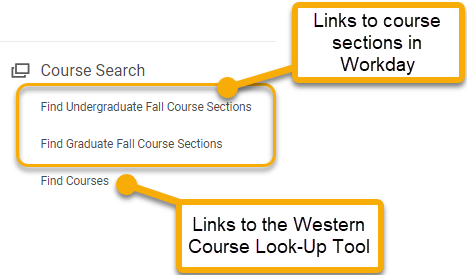 Links to course
sections in
Workday
Course Search
Find Undergraduate Fall Course Sections
Find Graduate Fall Course Sections
Find Courses
Links to the Western
Course Look-Up Tool